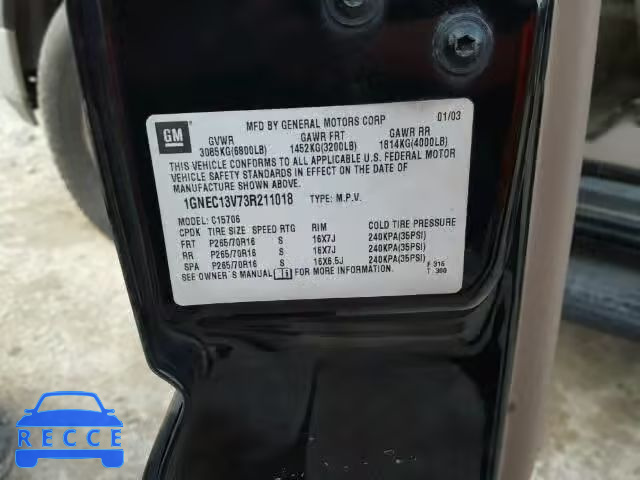 GM
MFD BY GENERAL MOTORS CORP 01/03
GVWR GAWR FRT GAWR RR
3085KG(6800LB) 1452KG(3200LB) 1814KG(4000LB)
THIS VEHICLE CONFORMS TO ALL APPLICABLE U.S. FEDERAL MOTOR
VEHICLE SAFETY STANDARDS IN EFFECT ON THE DATE OF
MANUFACTURE SHOWN ABOVE.
1GNEC13V73R211018 TYPE: M.P.V.
MODEL: C15706
CPDK TIRE SIZE SPEED RTG RIM COLD TIRE PRESSURE
FRT P265/70R16 S 16X7J 240KPA(35PSI)
RR P265/70R16 S 16X7J 240KPA(35PSI)
SPA P265/70R16 S 16X6.5J 240KPA(35PSI)
SEE OWNER'S MANUAL FOR MORE INFORMATION.
F 316
T 360
RECCE